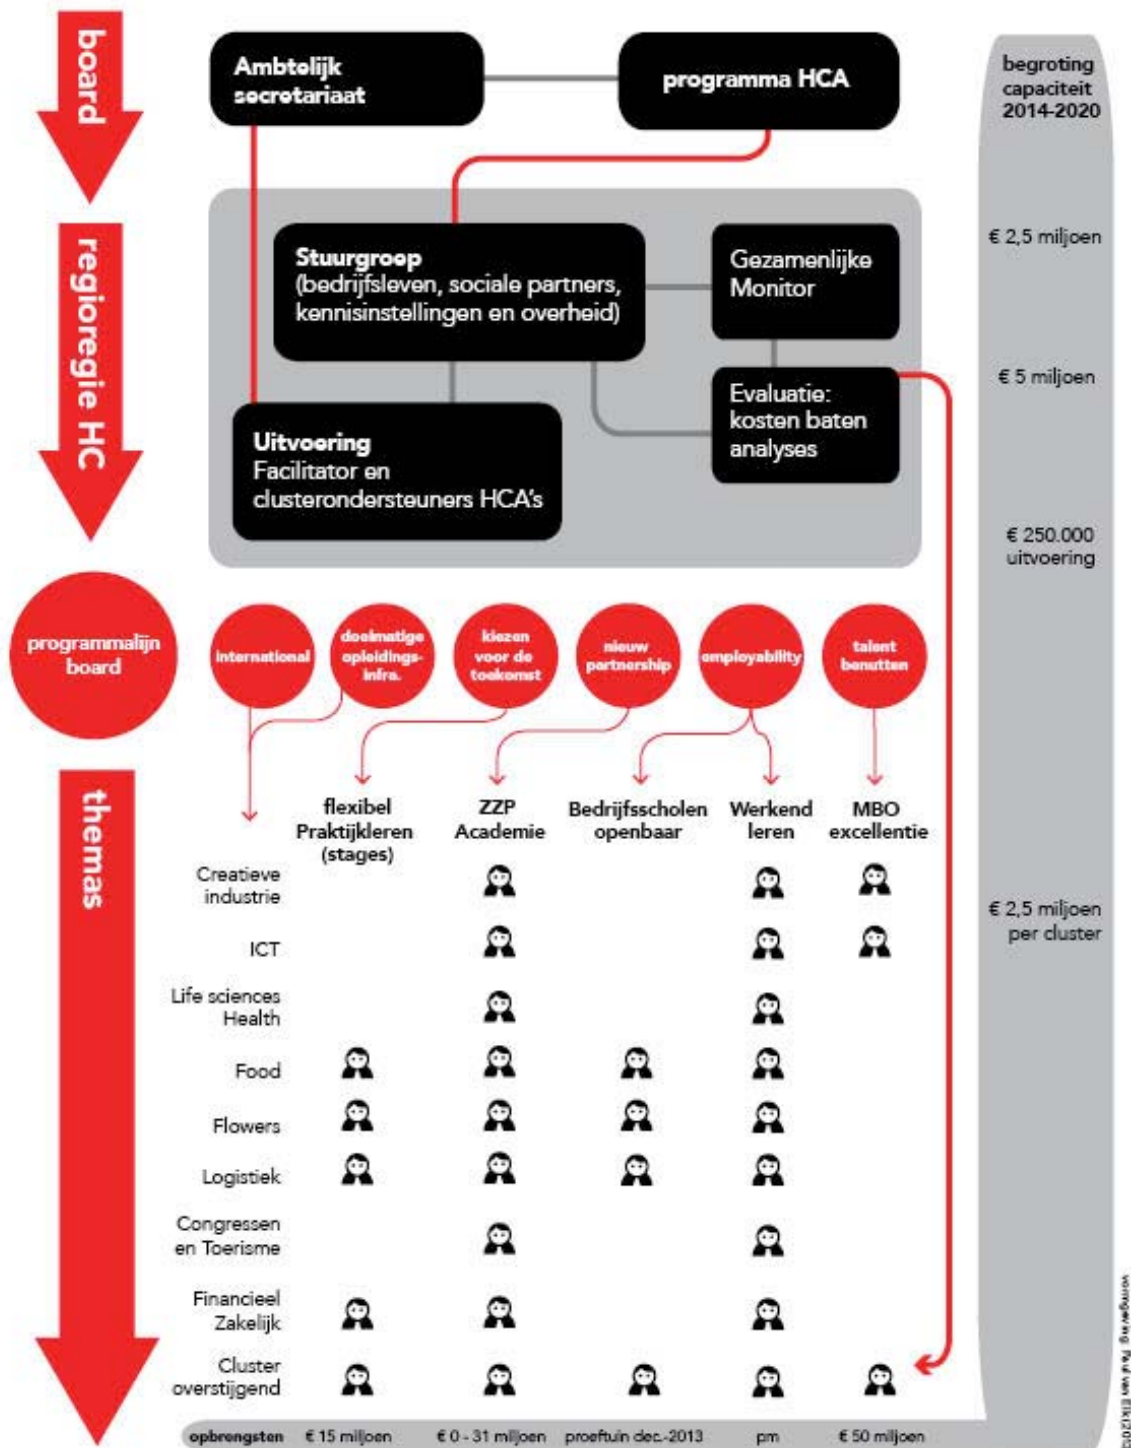 board
Ambtelijk
secretariaat
programma HCA
begroting
capaciteit
2014-2020
regioregie HC
Stuurgroep
(bedrijfsleven, sociale partners,
kennisinstellingen en overheid)
Gezamenlijke
Monitor
€ 2,5 miljoen
Evaluatie:
kosten baten
analyses
€ 5 miljoen
Uitvoering
Facilitator en
clusterondersteuners HCA's
€ 250.000
uitvoering
programmalijn
board
international
doelmatige
opleidings-
infra.
kiezen
voor de
toekomst
nieuw
partnership
employability
talent
benutten
themas
flexibel
Praktijkleren
(stages)
ZZP
Academie
Bedrijfsscholen
openbaar
Werkend
leren
MBO
excellentie
Creatieve
industrie
ICT
€ 2,5 miljoen
per cluster
Life sciences
Health
Food
Flowers
Logistiek
Congressen
en Toerisme
Financieel
Zakelijk
Cluster
overstijgend
opbrengsten
€ 15 miljoen
€ 0 - 31 miljoen
proeftuin dec.-2013
pm
€ 50 miljoen
vormgeving: Paul van